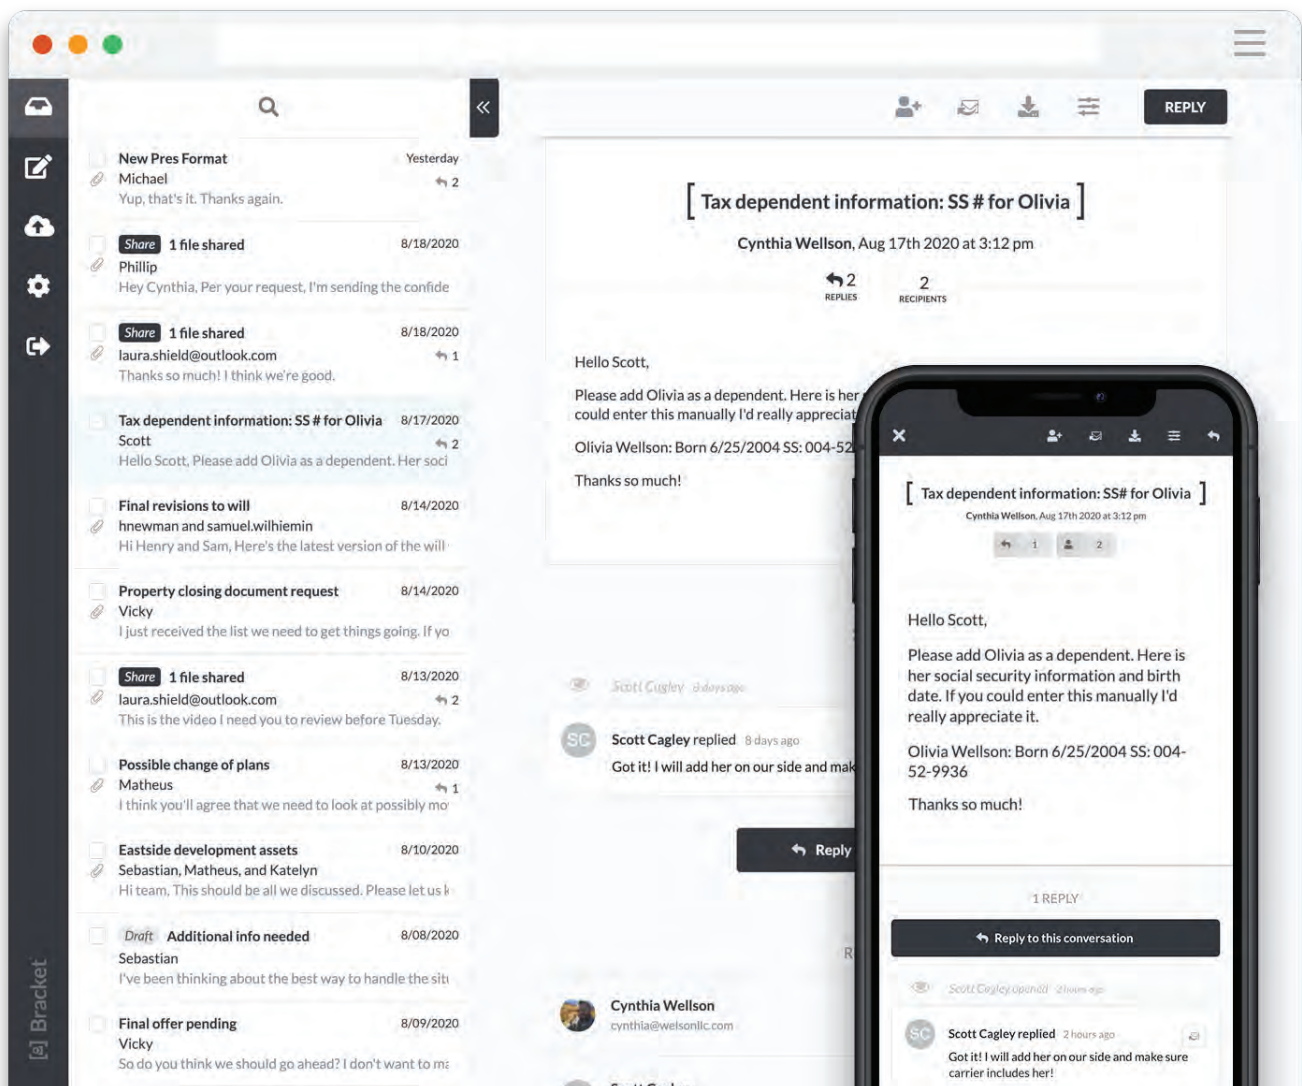 REPLY
New Pres Format Yesterday
Michael 2
Yup, that's it. Thanks again.
Share 1 file shared 8/18/2020
Phillip
Hey Cynthia, Per your request, I'm sending the confide
Share 1 file shared 8/18/2020
laura.shield@outlook.com 1
Thanks so much! I think we're good.
Tax dependent information: SS # for Olivia 8/17/2020
Scott 2
Hello Scott, Please add Olivia as a dependent. Her soci
Final revisions to will 8/14/2020
hnewman and samuel.wilhiemin
Hi Henry and Sam, Here's the latest version of the will
Property closing document request 8/14/2020
Vicky
I just received the list we need to get things going. If yo
Share 1 file shared 8/13/2020
laura.shield@outlook.com 2
This is the video I need you to review before Tuesday.
Possible change of plans 8/13/2020
Matheus 1
I think you'll agree that we need to look at possibly mo
Eastside development assets 8/10/2020
Sebastian, Matheus, and Katelyn
Hi team, This should be all we discussed. Please let us k
Draft Additional info needed 8/08/2020
Sebastian
I've been thinking about the best way to handle the situ
Final offer pending 8/09/2020
Vicky
So do you think we should go ahead? I don't want to ma
[a] Bracket
[ Tax dependent information: SS # for Olivia ]
Cynthia Wellson, Aug 17th 2020 at 3:12 pm
2 2
REPLIES RECIPIENTS
Hello Scott,
Please add Olivia as a dependent. Here is her
could enter this manually I'd really appreciat
Olivia Wellson: Born 6/25/2004 SS: 004-52
Thanks so much!
Scott Cagley 8 days ago
SC Scott Cagley replied 8 days ago
Got it! I will add her on our side and mak
Reply
R
Cynthia Wellson
cynthia@welsonllc.com
[ Tax dependent information: SS# for Olivia ]
Cynthia Wellson, Aug 17th 2020 at 3:12 pm
1 2
Hello Scott,
Please add Olivia as a dependent. Here is
her social security information and birth
date. If you could enter this manually I'd
really appreciate it.
Olivia Wellson: Born 6/25/2004 SS: 004-
52-9936
Thanks so much!
1 REPLY
Reply to this conversation
Scott Cagley opened 2 hours ago
SC Scott Cagley replied 2 hours ago
Got it! I will add her on our side and make sure
carrier includes her!